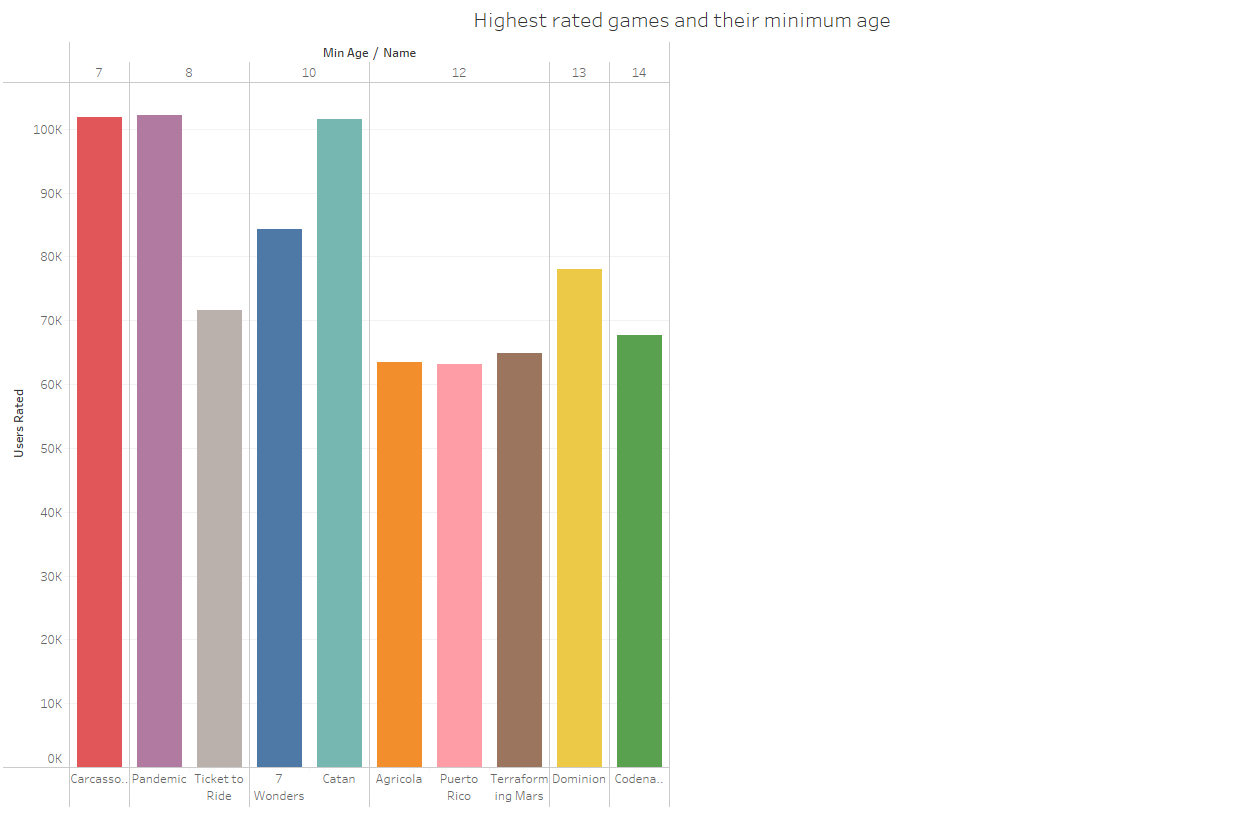 Highest rated games and their minimum age
Min Age / Name
7 8 10 12 13 14
100K
90K
80K
70K
60K
50K
40K
30K
20K
10K
0K
Users Rated
Carcasso.. Pandemic Ticket to 7 Catan Agricola Puerto Terraform Dominion Codena..
Ride Wonders Rico ing Mars